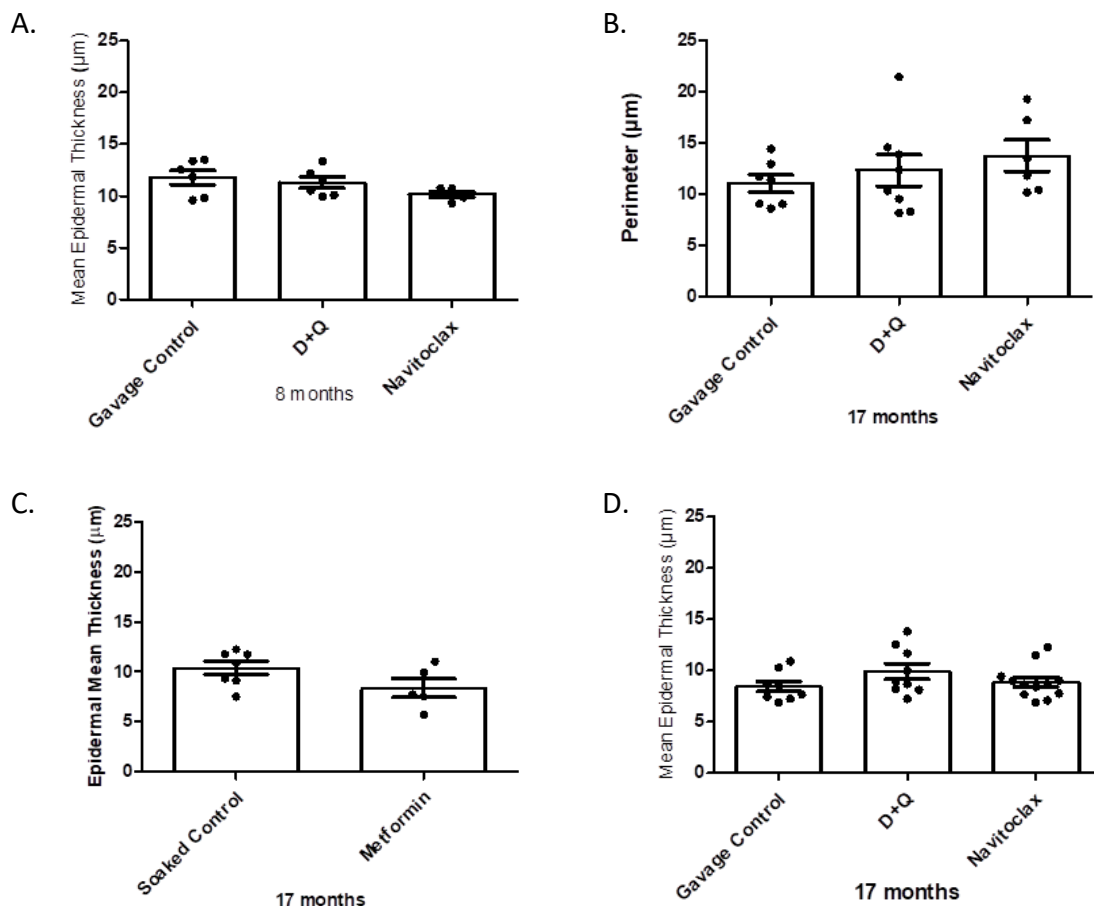 A.
Mean Epidermal Thickness (µm)
25
20
15
10
5
0
Gavage Control
D+Q
Navitoclax
8 months
B.
Perimeter (µm)
25
20
15
10
5
0
Gavage Control
D+Q
Navitoclax
17 months
C.
Epidermal Mean Thickness (µm)
25
20
15
10
5
0
Soaked Control
Metformin
17 months
D.
Mean Epidermal Thickness (µm)
25
20
15
10
5
0
Gavage Control
D+Q
Navitoclax
17 months